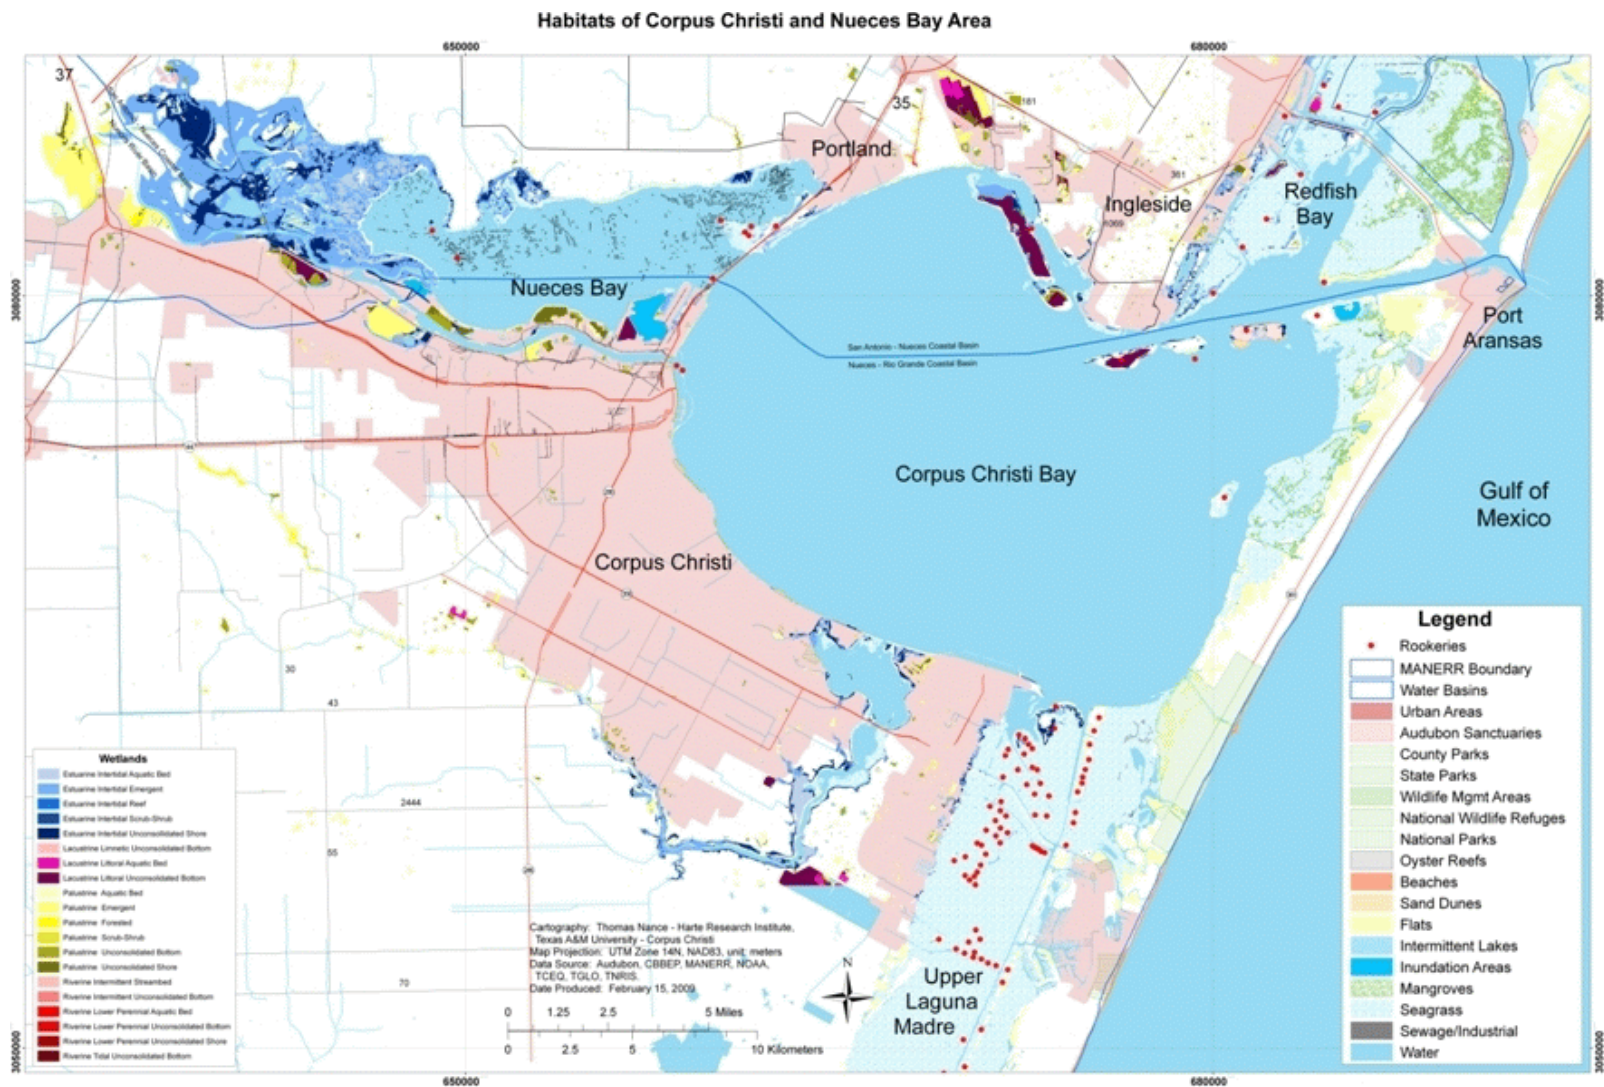 Habitats of Corpus Christi and Nueces Bay Area
650000
680000
37
35
181
Portland
361
Ingleside
1069
Redfish
Bay
Nueces Bay
3080000
3080000
Port
Aransas
San Antonio - Nueces Coastal Basin
Nueces - Rio Grande Coastal Basin
Corpus Christi Bay
Gulf of
Mexico
Corpus Christi
30
43
2444
55
70
Upper
Laguna
Madre
Legend
Rookeries
MANERR Boundary
Water Basins
Urban Areas
Audubon Sanctuaries
County Parks
State Parks
Wildlife Mgmt Areas
National Wildlife Refuges
National Parks
Oyster Reefs
Beaches
Sand Dunes
Flats
Intermittent Lakes
Inundation Areas
Mangroves
Seagrass
Sewage/Industrial
Water
Wetlands
Estuarine Intertidal Aquatic Bed
Estuarine Intertidal Emergent
Estuarine Intertidal Reef
Estuarine Intertidal Scrub-Shrub
Estuarine Intertidal Unconsolidated Shore
Lacustrine Limnetic Unconsolidated Bottom
Lacustrine Littoral Aquatic Bed
Lacustrine Littoral Unconsolidated Bottom
Palustrine Aquatic Bed
Palustrine Emergent
Palustrine Forested
Palustrine Scrub-Shrub
Palustrine Unconsolidated Bottom
Palustrine Unconsolidated Shore
Riverine Intermittent Streambed
Riverine Intermittent Unconsolidated Bottom
Riverine Lower Perennial Aquatic Bed
Riverine Lower Perennial Unconsolidated Bottom
Riverine Lower Perennial Unconsolidated Shore
Riverine Tidal Unconsolidated Bottom
Cartography: Thomas Nance - Harte Research Institute,
Texas A&M University - Corpus Christi
Map Projection: UTM Zone 14N, NAD83, unit: meters
Data Source: Audubon, CBBEP, MANERR, NOAA,
TCEQ, TGLO, TNRIS.
Date Produced: February 15, 2009
N
0 1.25 2.5 5 Miles
0 2.5 5 10 Kilometers
3050000
3050000
650000
680000